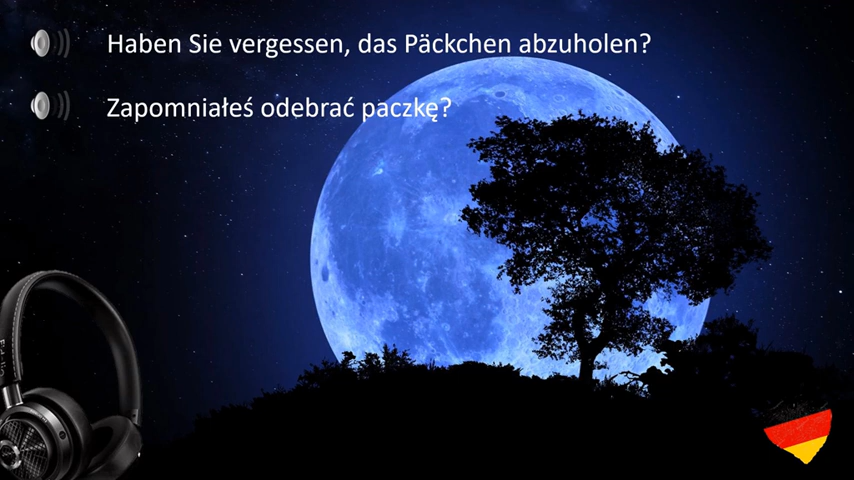 Haben Sie vergessen, das Päckchen abzuholen?
Zapomniałeś odebrać paczkę?